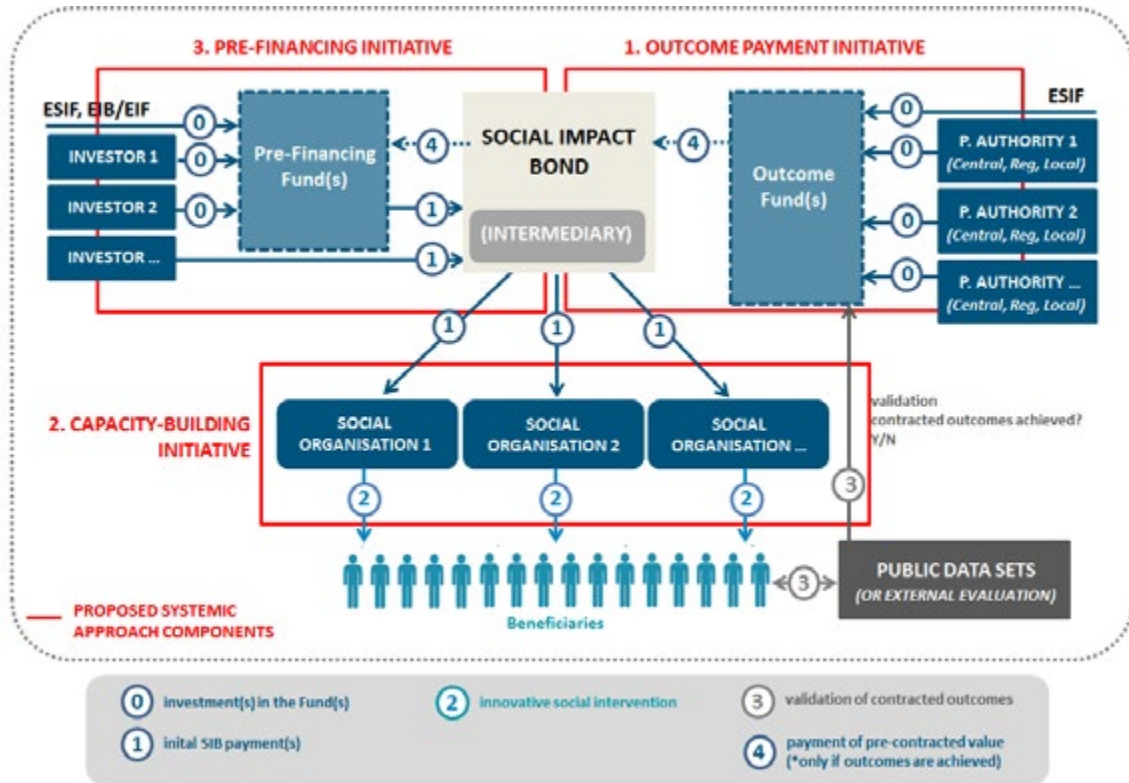 3. PRE-FINANCING INITIATIVE
1. OUTCOME PAYMENT INITIATIVE
ESIF, EIB/EIF
0
INVESTOR 1
0
INVESTOR 2
0
INVESTOR ...
Pre-Financing
Fund(s)
4
1
1
SOCIAL IMPACT
BOND
(INTERMEDIARY)
4
Outcome
Fund(s)
0
ESIF
0
P. AUTHORITY 1
(Central, Reg, Local)
0
P. AUTHORITY 2
(Central, Reg, Local)
0
P. AUTHORITY ...
(Central, Reg, Local)
1
1
1
2. CAPACITY-BUILDING
INITIATIVE
SOCIAL
ORGANISATION 1
SOCIAL
ORGANISATION 2
SOCIAL
ORGANISATION ...
validation
contracted outcomes achieved?
Y/N
2
2
2
3
Beneficiaries
3
PUBLIC DATA SETS
(OR EXTERNAL EVALUATION)
PROPOSED SYSTEMIC
APPROACH COMPONENTS
0 investment(s) in the Fund(s)
1 inital SIB payment(s)
2 innovative social intervention
3 validation of contracted outcomes
4 payment of pre-contracted value
(*only if outcomes are achieved)